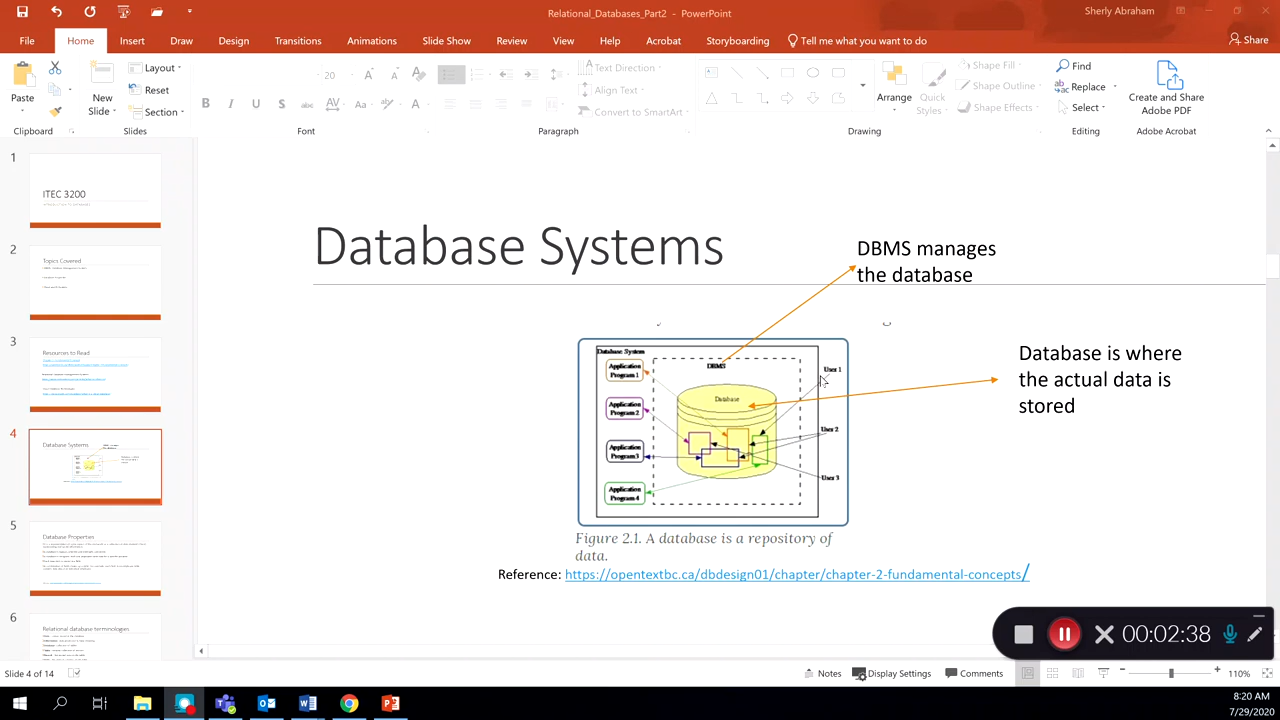 Relational_Databases_Part2 - PowerPoint
Sherly Abraham
File Home Insert Draw Design Transitions Animations Slide Show Review View Help Acrobat Storyboarding Tell me what you want to do Share
Paste
New Slide
Layout
Reset
Section
20
B I U S abc AV Aa A
Text Direction
Align Text
Convert to SmartArt
Arrange
Quick Styles
Shape Fill
Shape Outline
Shape Effects
Find
Replace
Select
Create and Share Adobe PDF
Clipboard Slides Font Paragraph Drawing Editing Adobe Acrobat
1
ITEC 3200
2
Topics Covered
3
Resources to Read
4
Database Systems
5
Database Properties
6
Relational database terminologies
Database Systems
DBMS manages
the database
Database is where
the actual data is
stored
Database System
DBMS
Database
Application
Program 1
Application
Program 2
Application
Program 3
Application
Program 4
User 1
User 2
User 3
Figure 2.1. A database is a repository of
data.
Reference: https://opentextbc.ca/dbdesign01/chapter/chapter-2-fundamental-concepts/
00:02:38
Slide 4 of 14
Notes Display Settings Comments
110%
8:20 AM
7/29/2020